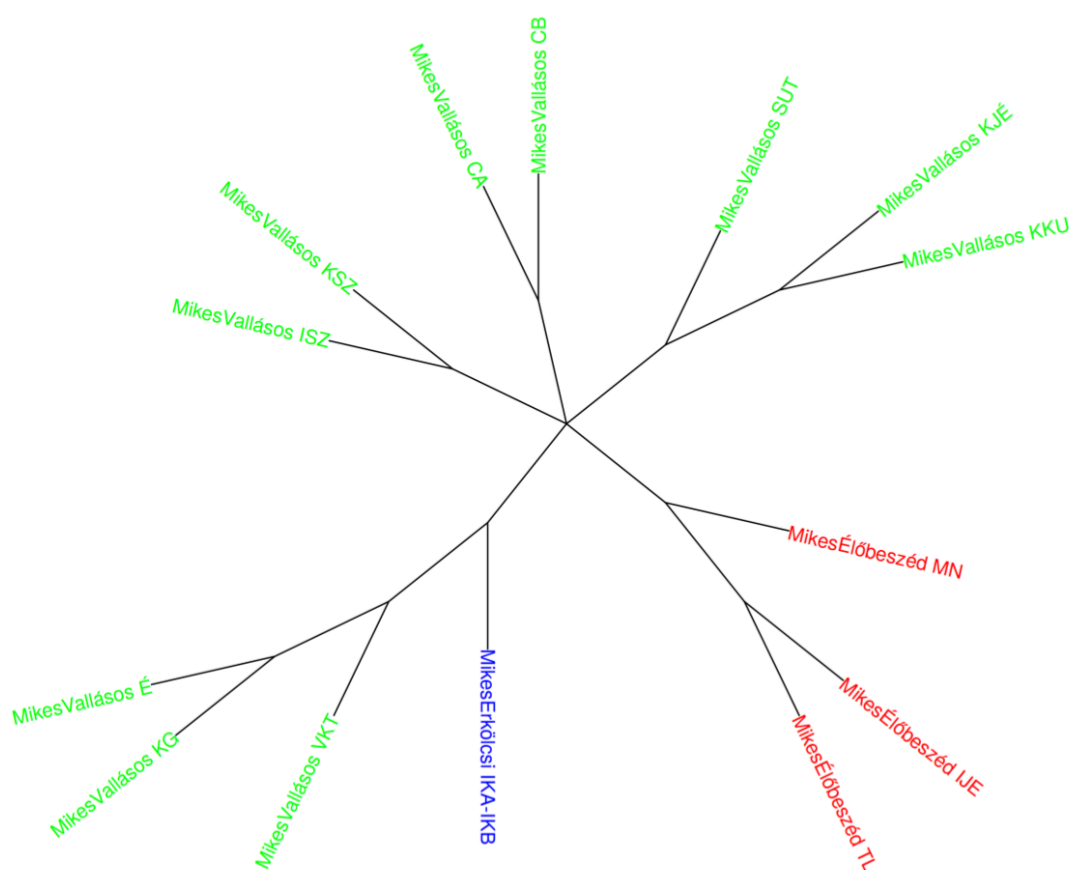 MikesVallásos CA
MikesVallásos CB
MikesVallásos SUT
MikesVallásos KJÉ
MikesVallásos KKU
MikesVallásos KSZ
MikesVallásos ISZ
MikesÉlőbeszéd MN
MikesÉlőbeszéd IJE
MikesÉlőbeszéd TL
MikesErkölcsi IKA-IKB
MikesVallásos VKT
MikesVallásos KG
MikesVallásos É